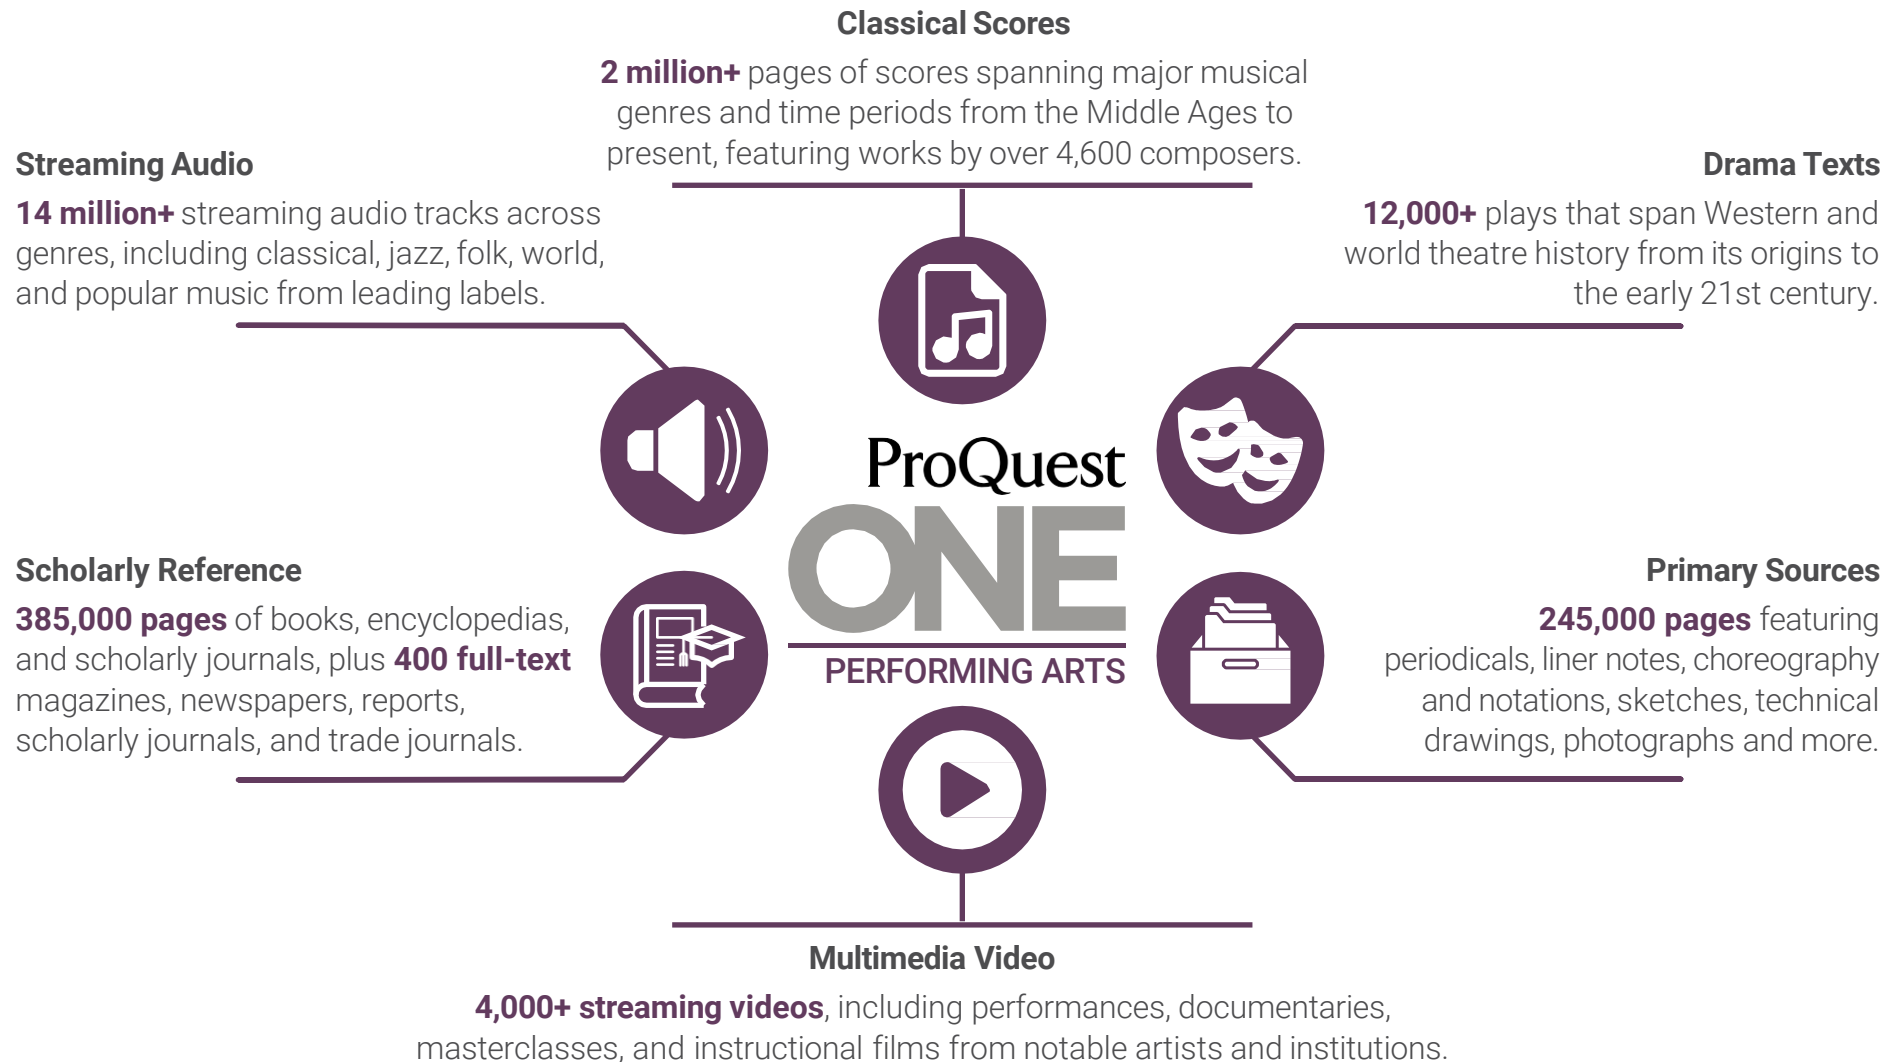 Classical Scores
2 million+ pages of scores spanning major musical
genres and time periods from the Middle Ages to
present, featuring works by over 4,600 composers.
Streaming Audio
14 million+ streaming audio tracks across
genres, including classical, jazz, folk, world,
and popular music from leading labels.
Drama Texts
12,000+ plays that span Western and
world theatre history from its origins to
the early 21st century.
ProQuest
ONE
PERFORMING ARTS
Scholarly Reference
385,000 pages of books, encyclopedias,
and scholarly journals, plus 400 full-text
magazines, newspapers, reports,
scholarly journals, and trade journals.
Primary Sources
245,000 pages featuring
periodicals, liner notes, choreography
and notations, sketches, technical
drawings, photographs and more.
Multimedia Video
4,000+ streaming videos, including performances, documentaries,
masterclasses, and instructional films from notable artists and institutions.